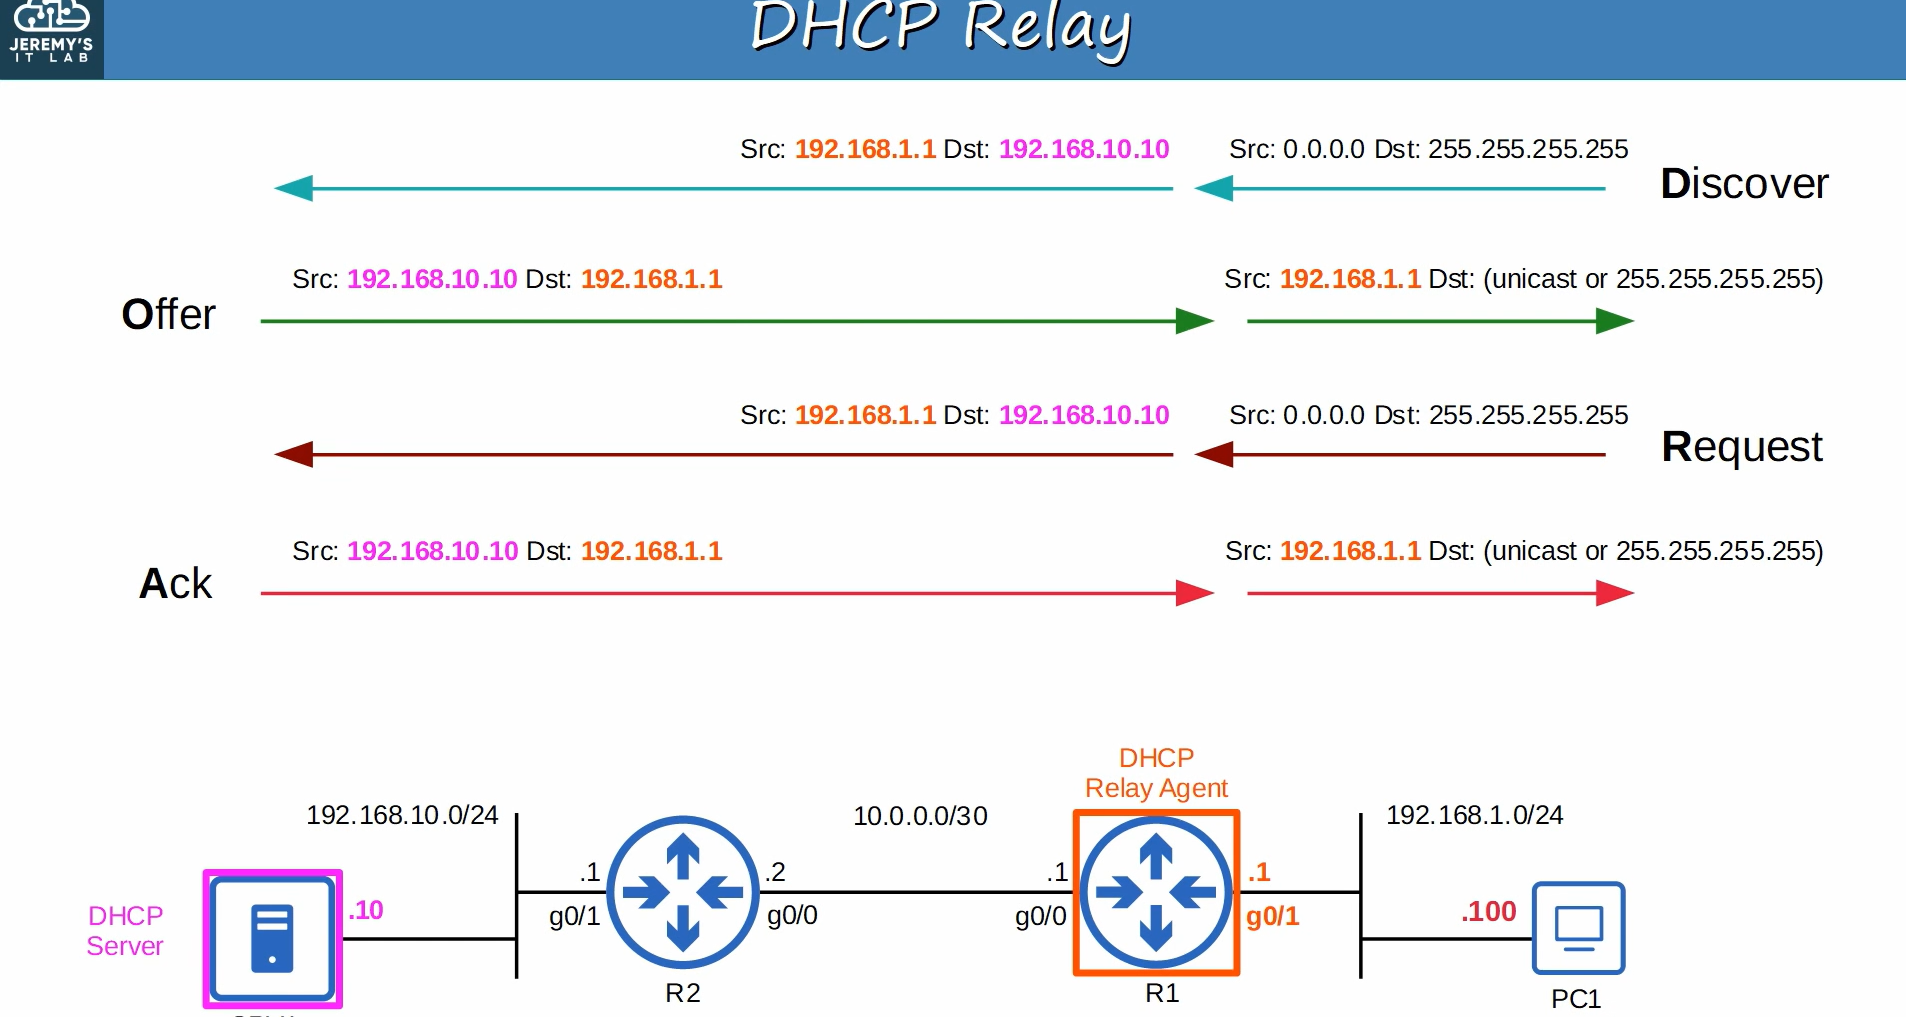 DHCP Relay
JEREMY'S
IT LAB
Src: 192.168.1.1 Dst: 192.168.10.10
Src: 0.0.0.0 Dst: 255.255.255.255
Discover
Src: 192.168.10.10 Dst: 192.168.1.1
Src: 192.168.1.1 Dst: (unicast or 255.255.255.255)
Offer
Src: 192.168.1.1 Dst: 192.168.10.10
Src: 0.0.0.0 Dst: 255.255.255.255
Request
Src: 192.168.10.10 Dst: 192.168.1.1
Src: 192.168.1.1 Dst: (unicast or 255.255.255.255)
Ack
DHCP
Relay Agent
192.168.10.0/24
10.0.0.0/30
192.168.1.0/24
.1
.2
.1
.1
DHCP
Server
.10
g0/1
g0/0
g0/0
g0/1
.100
R2
R1
PC1